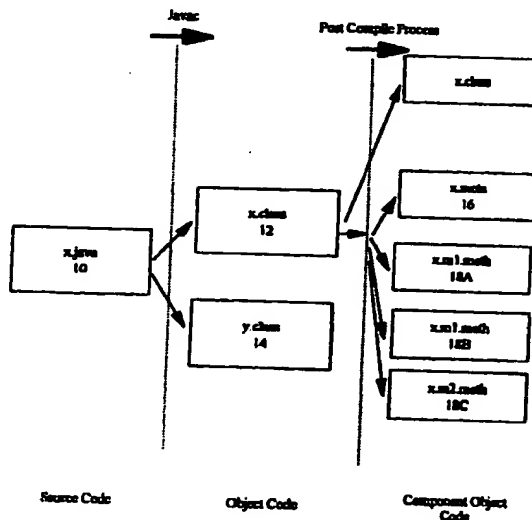 Javac
Post Compile Process
x.class
x.meta
16
x.class
12
x.java
10
x.m1.meth
18A
y.class
14
x.m1.meth
18B
x.m2.meth
18C
Source Code
Object Code
Component Object
Code